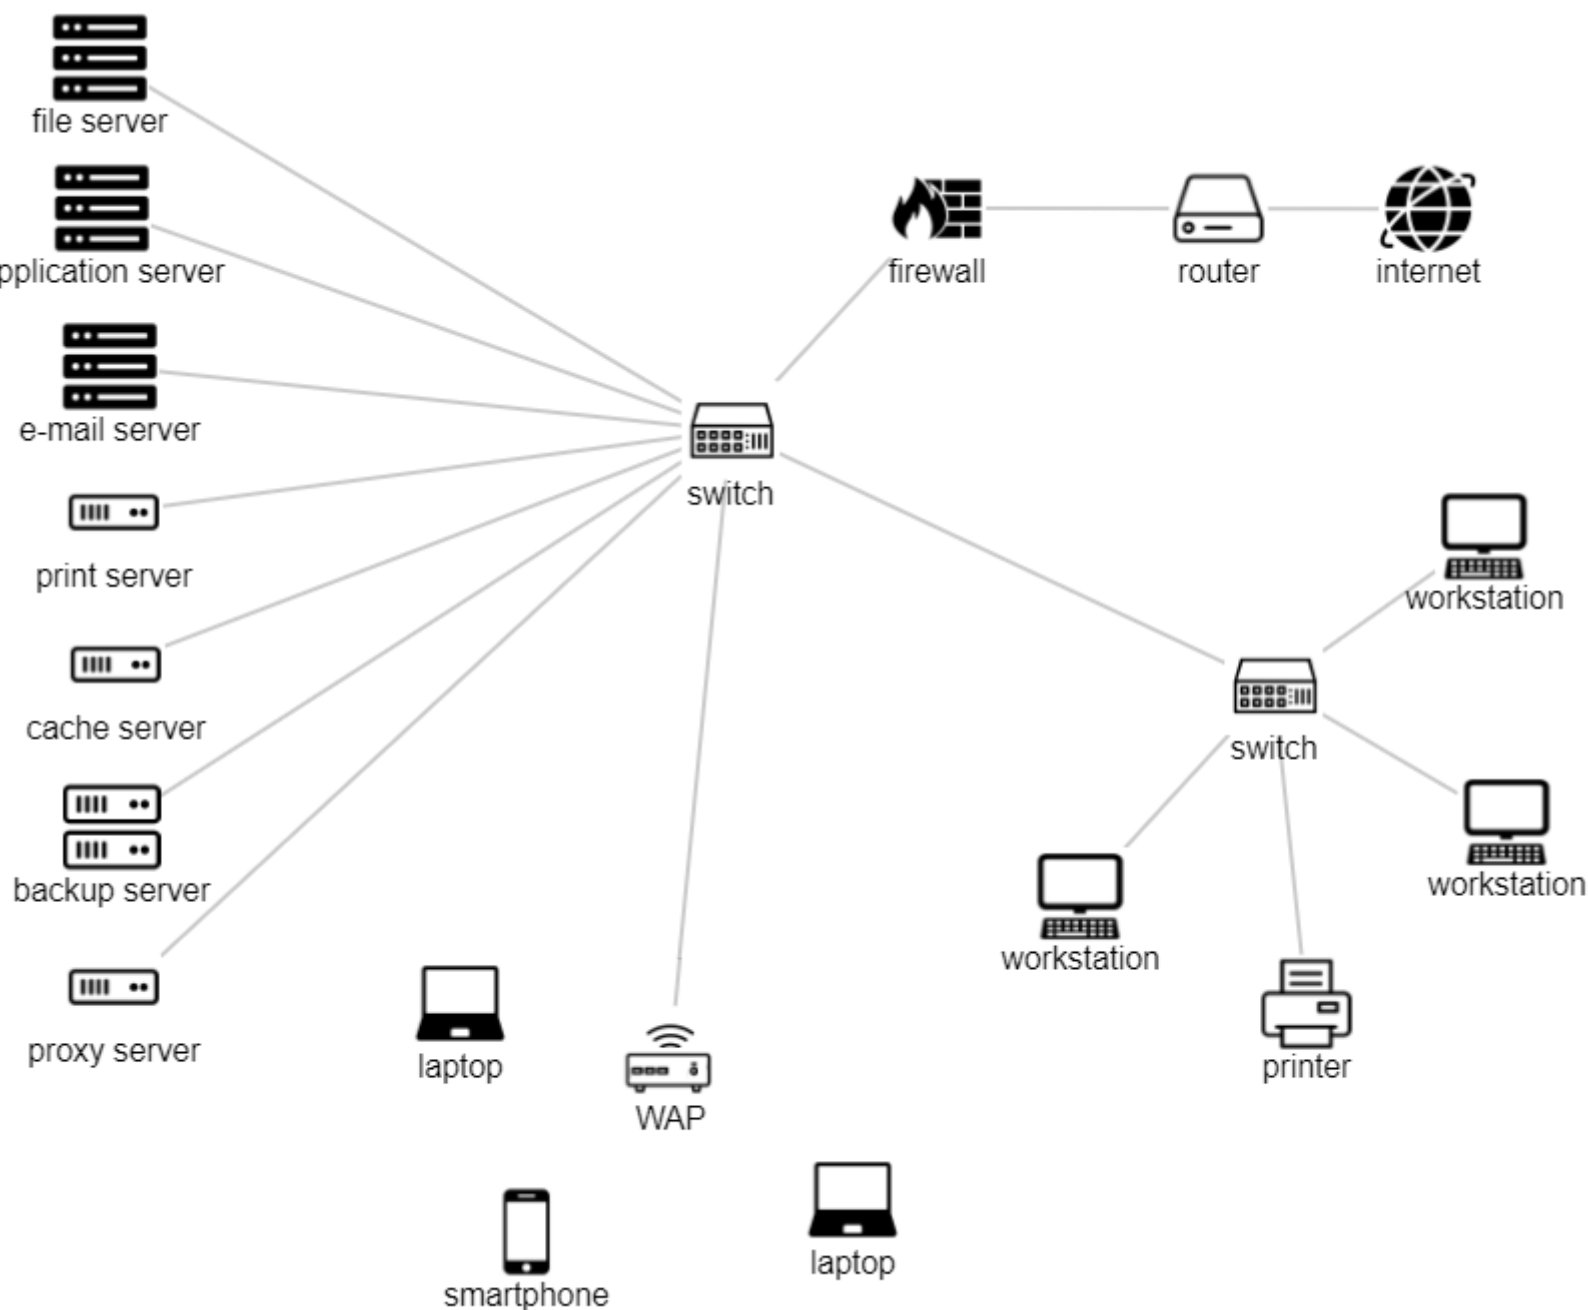 file server
pplication server
e-mail server
print server
cache server
backup server
proxy server
firewall
router
internet
switch
workstation
switch
workstation
workstation
printer
laptop
WAP
laptop
smartphone